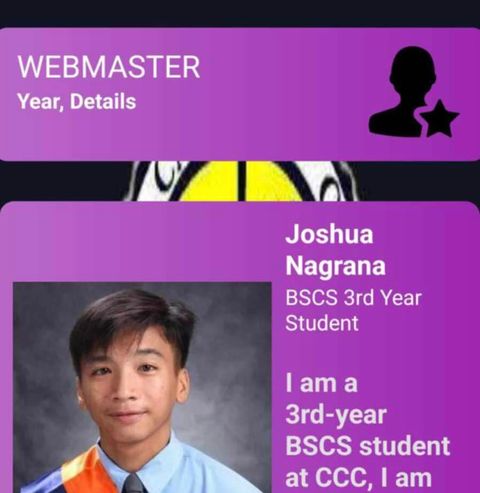 WEBMASTER
Year, Details
Joshua
Nagrana
BSCS 3rd Year
Student
I am a
3rd-year
BSCS student
at CCC, I am